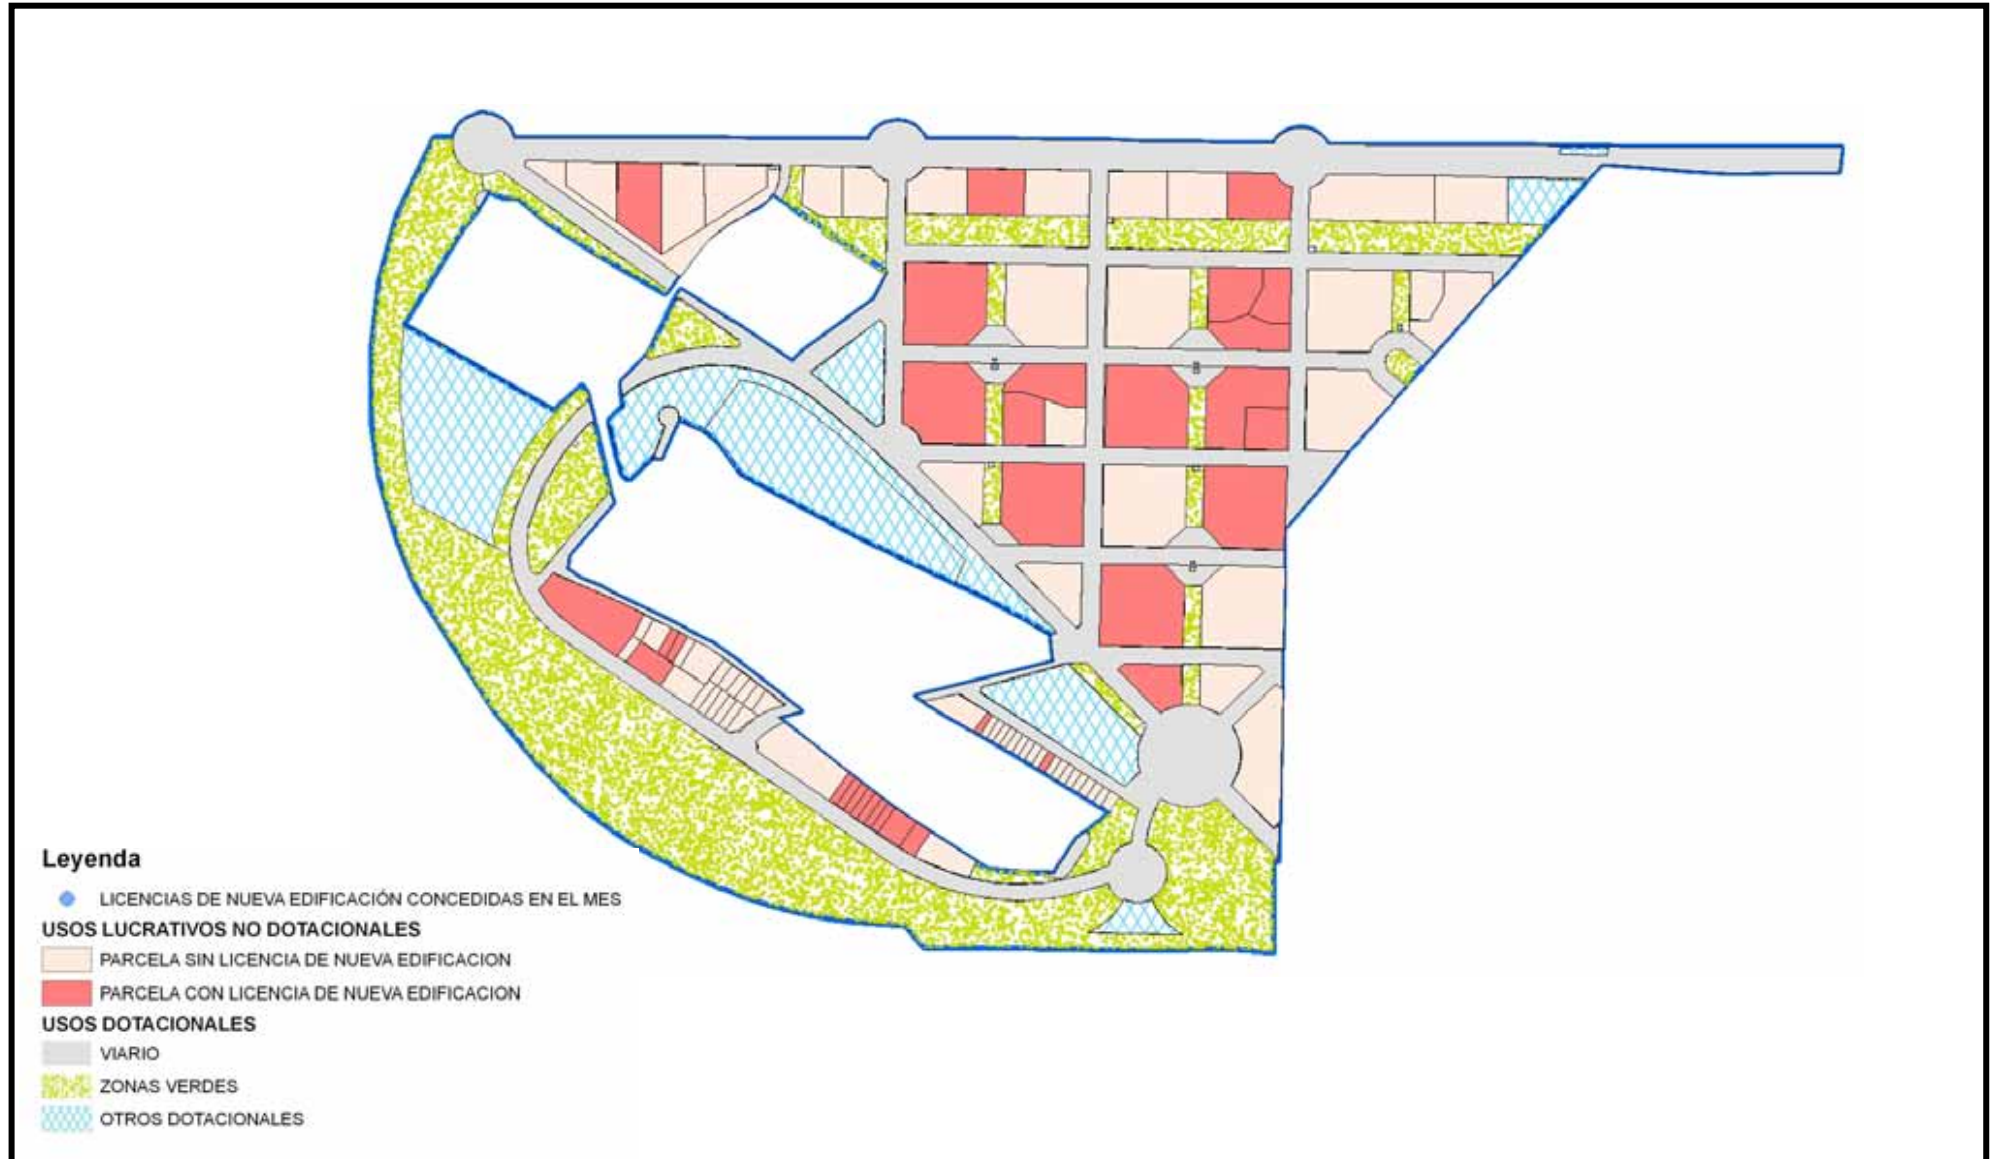 Leyenda
LICENCIAS DE NUEVA EDIFICACIÓN CONCEDIDAS EN EL MES
USOS LUCRATIVOS NO DOTACIONALES
PARCELA SIN LICENCIA DE NUEVA EDIFICACION
PARCELA CON LICENCIA DE NUEVA EDIFICACION
USOS DOTACIONALES
VIARIO
ZONAS VERDES
OTROS DOTACIONALES